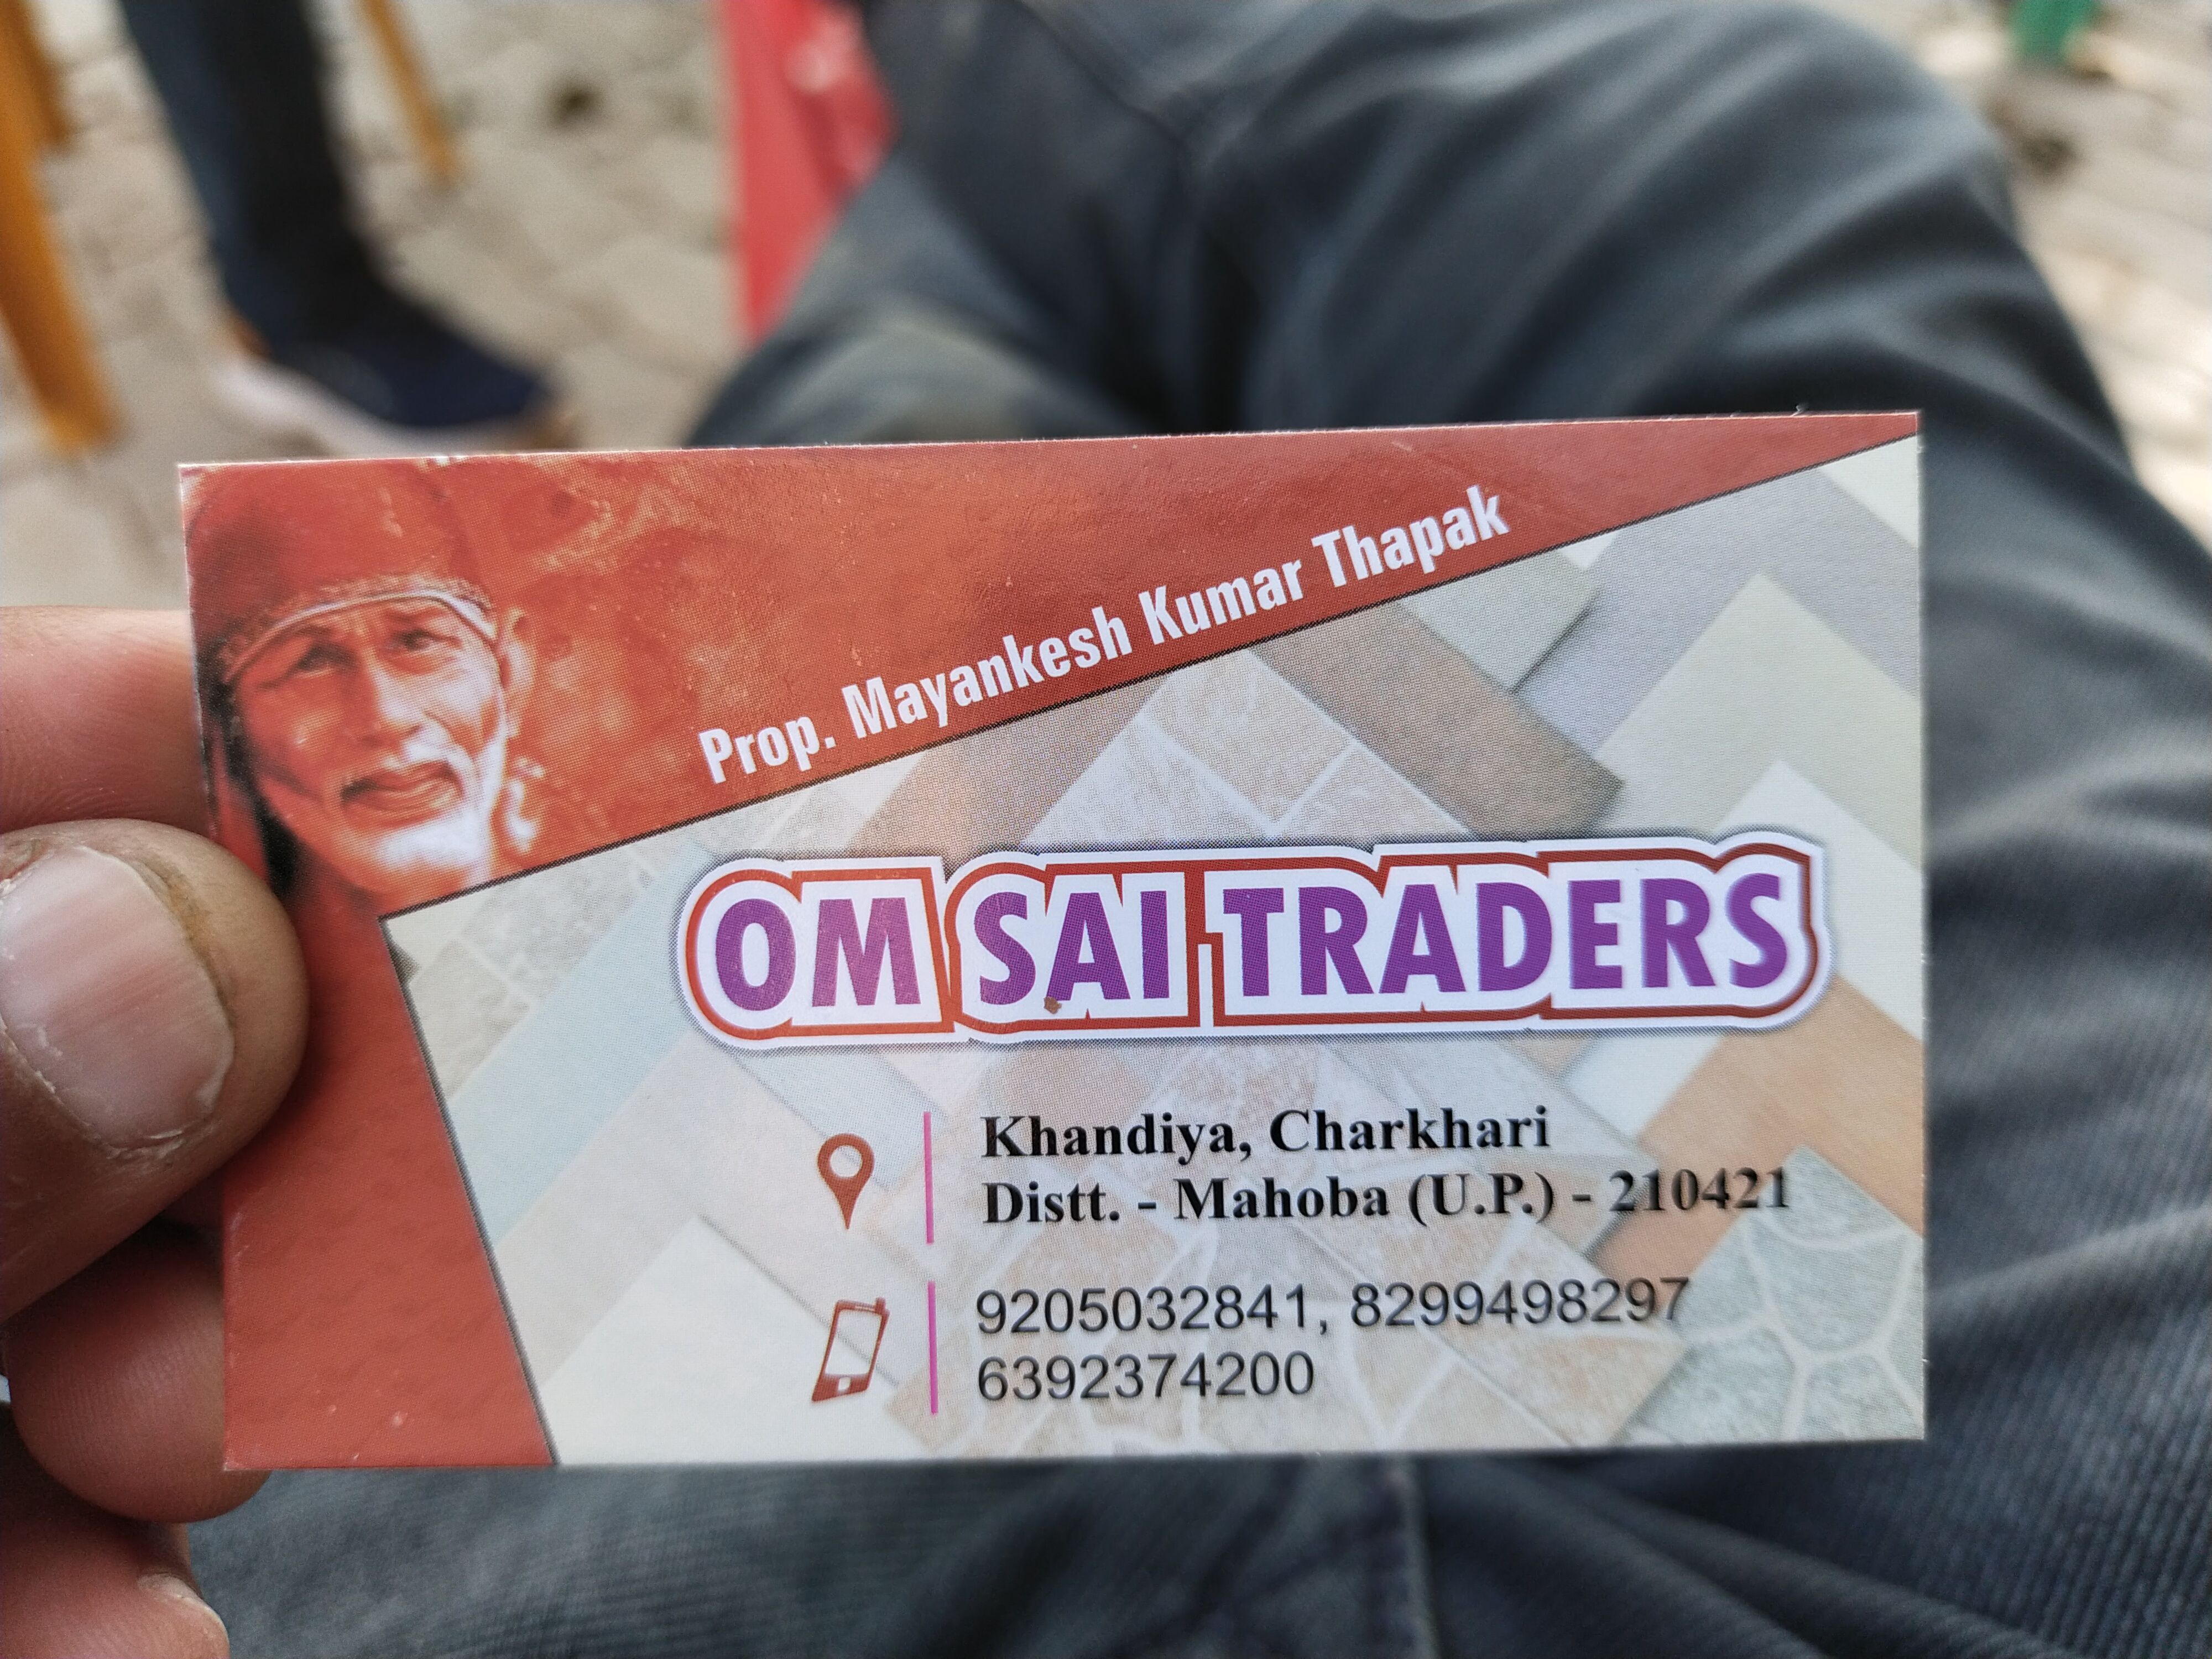 Prop. Mayankesh Kumar Thapak
OM SAI TRADERS
Khandiya, Charkhari
Distt. - Mahoba (U.P.) - 210421
9205032841, 8299498297
6392374200